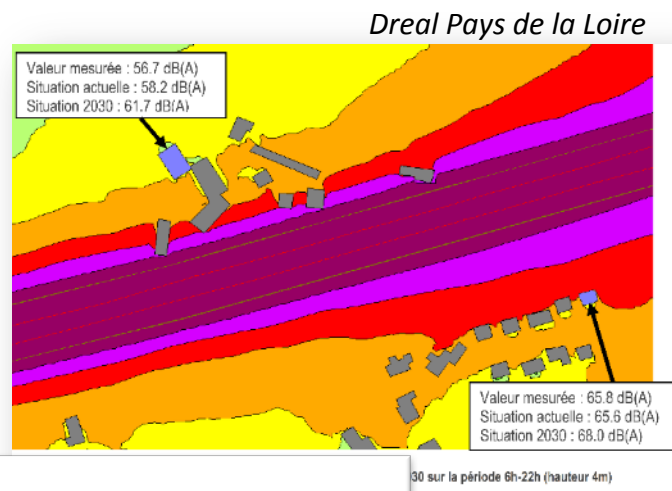 Dreal Pays de la Loire
Valeur mesurée : 56.7 dB(A)
Situation actuelle : 58.2 dB(A)
Situation 2030 : 61.7 dB(A)
Valeur mesurée : 65.8 dB(A)
Situation actuelle : 65.6 dB(A)
Situation 2030 : 68.0 dB(A)
30 sur la période 6h-22h (hauteur 4m)